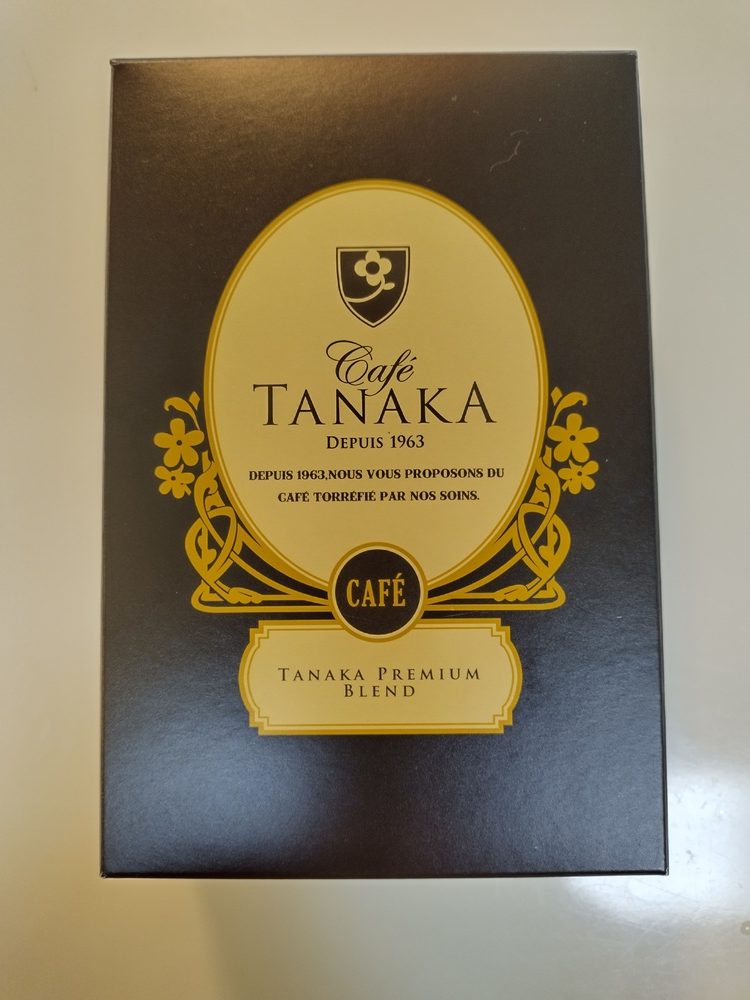 Café
TANAKA
DEPUIS 1963
DEPUIS 1963,NOUS VOUS PROPOSONS DU
CAFÉ TORRÉFIÉ PAR NOS SOINS.
CAFÉ
TANAKA PREMIUM
BLEND